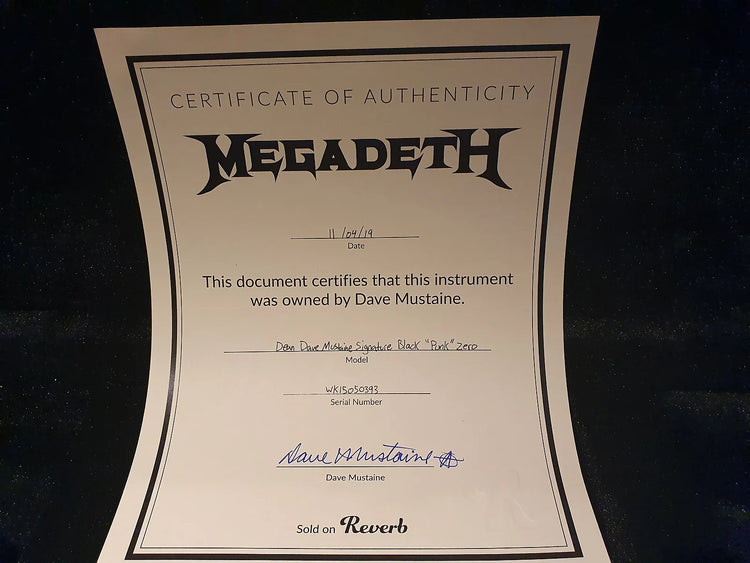 CERTIFICATE OF AUTHENTICITY
MEGADETH
11/04/19
Date
This document certifies that this instrument
was owned by Dave Mustaine.
Dean Dave Mustaine Signature Black "Punk" Zero
Model
WK15050393
Serial Number
Dave Mustaine
Dave Mustaine
Sold on Reverb